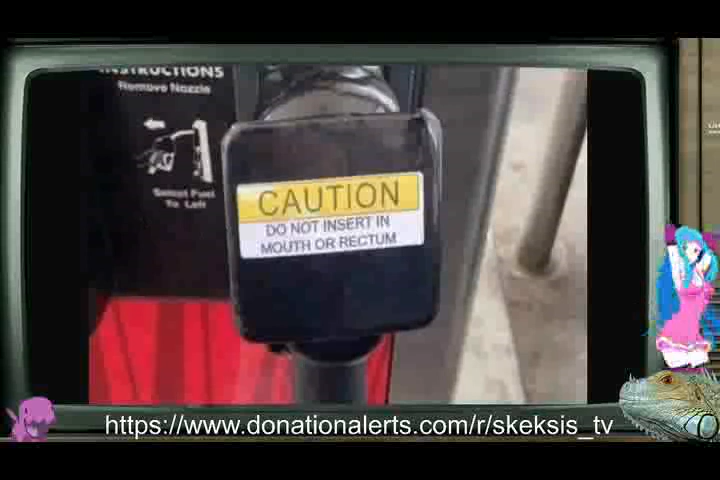 INSTRUCTIONS
Remove Nozzle
Select Fuel
To Left
CAUTION
DO NOT INSERT IN
MOUTH OR RECTUM
https://www.donationalerts.com/r/skeksis_tv